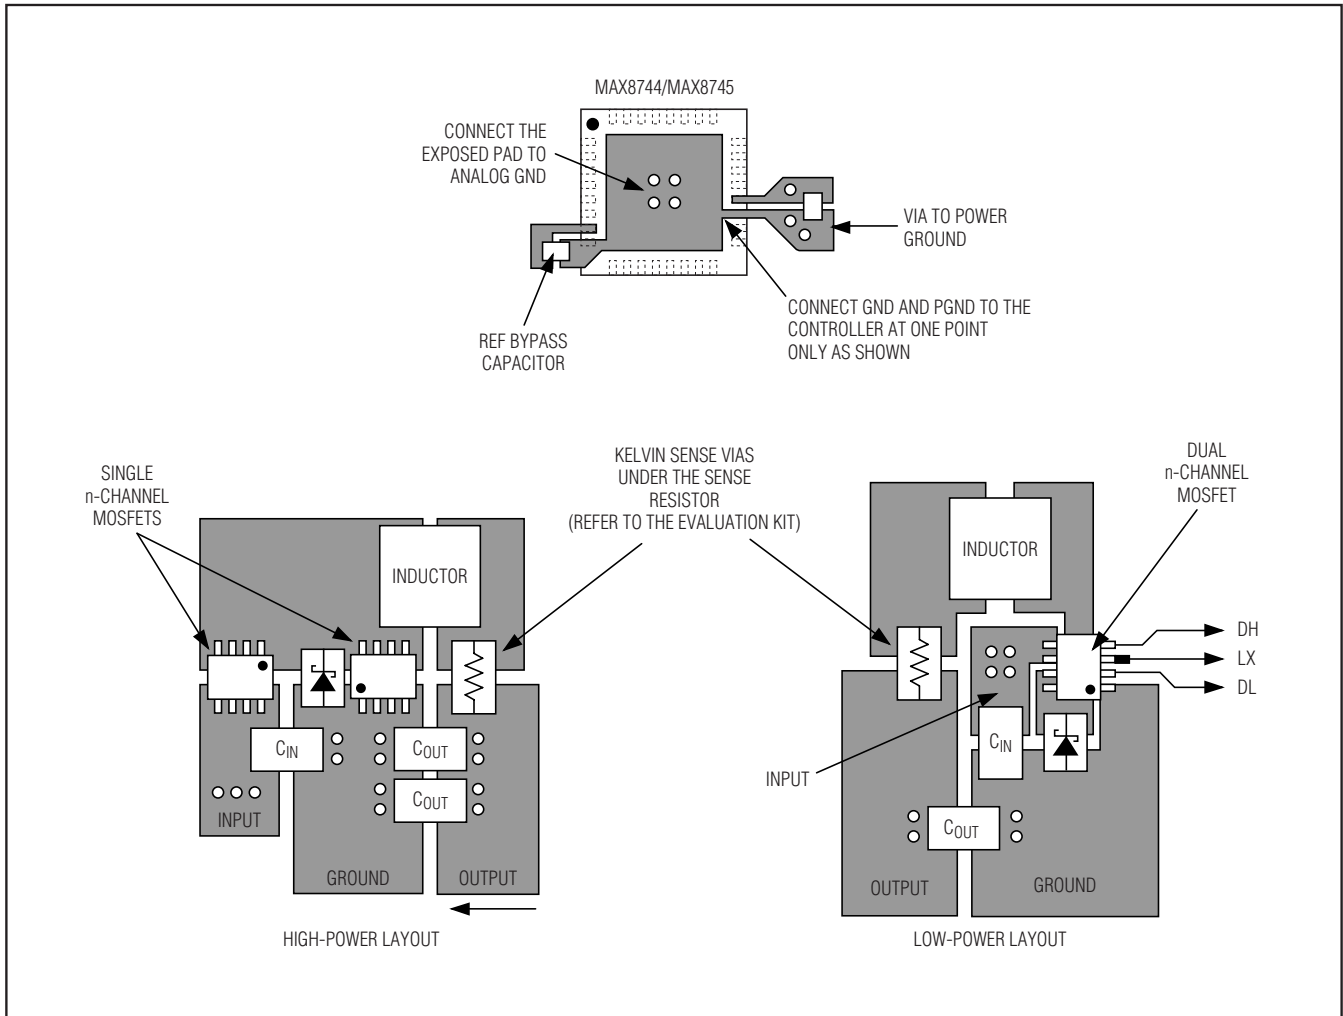 MAX8744/MAX8745
CONNECT THE
EXPOSED PAD TO
ANALOG GND
VIA TO POWER
GROUND
CONNECT GND AND PGND TO THE
CONTROLLER AT ONE POINT
ONLY AS SHOWN
REF BYPASS
CAPACITOR
SINGLE
n-CHANNEL
MOSFETS
KELVIN SENSE VIAS
UNDER THE SENSE
RESISTOR
(REFER TO THE EVALUATION KIT)
DUAL
n-CHANNEL
MOSFET
INDUCTOR
CIN
COUT
COUT
INPUT
GROUND
OUTPUT
HIGH-POWER LAYOUT
INDUCTOR
DH
LX
DL
CIN
INPUT
COUT
OUTPUT
GROUND
LOW-POWER LAYOUT